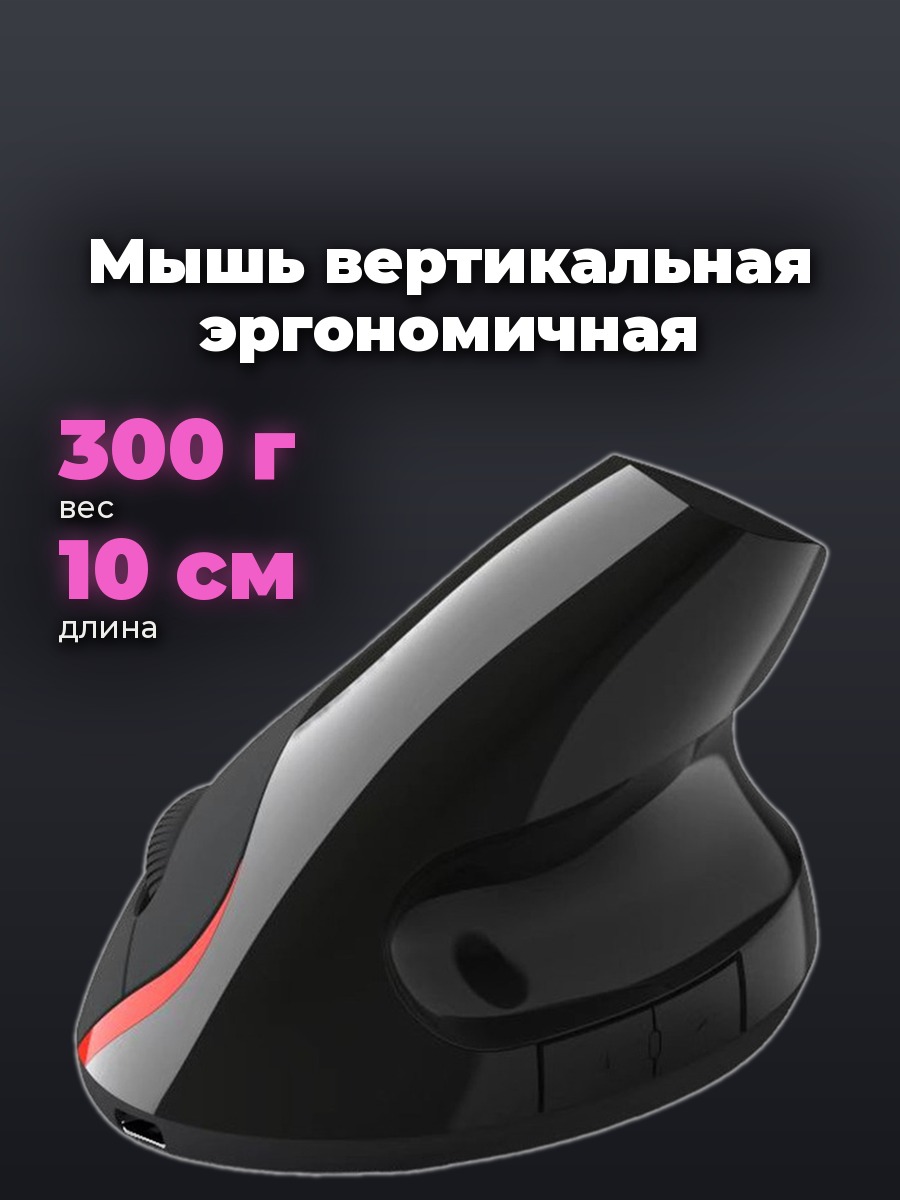 Мышь вертикальная
эргономичная
300 г
вес
10 см
длина